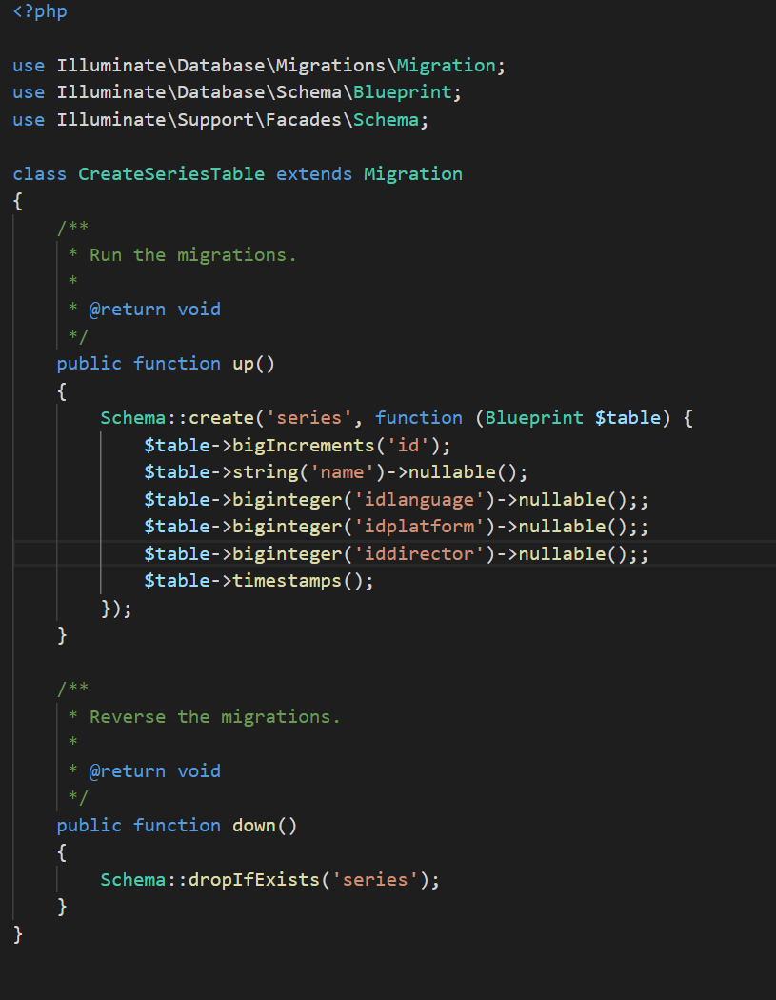 <?php

use Illuminate\Database\Migrations\Migration;
use Illuminate\Database\Schema\Blueprint;
use Illuminate\Support\Facades\Schema;

class CreateSeriesTable extends Migration
{
    /**
     * Run the migrations.
     *
     * @return void
     */
    public function up()
    {
        Schema::create('series', function (Blueprint $table) {
            $table->bigIncrements('id');
            $table->string('name')->nullable();
            $table->biginteger('idlanguage')->nullable();;
            $table->biginteger('idplatform')->nullable();;
            $table->biginteger('iddirector')->nullable();;
            $table->timestamps();
        });
    }

    /**
     * Reverse the migrations.
     *
     * @return void
     */
    public function down()
    {
        Schema::dropIfExists('series');
    }
}